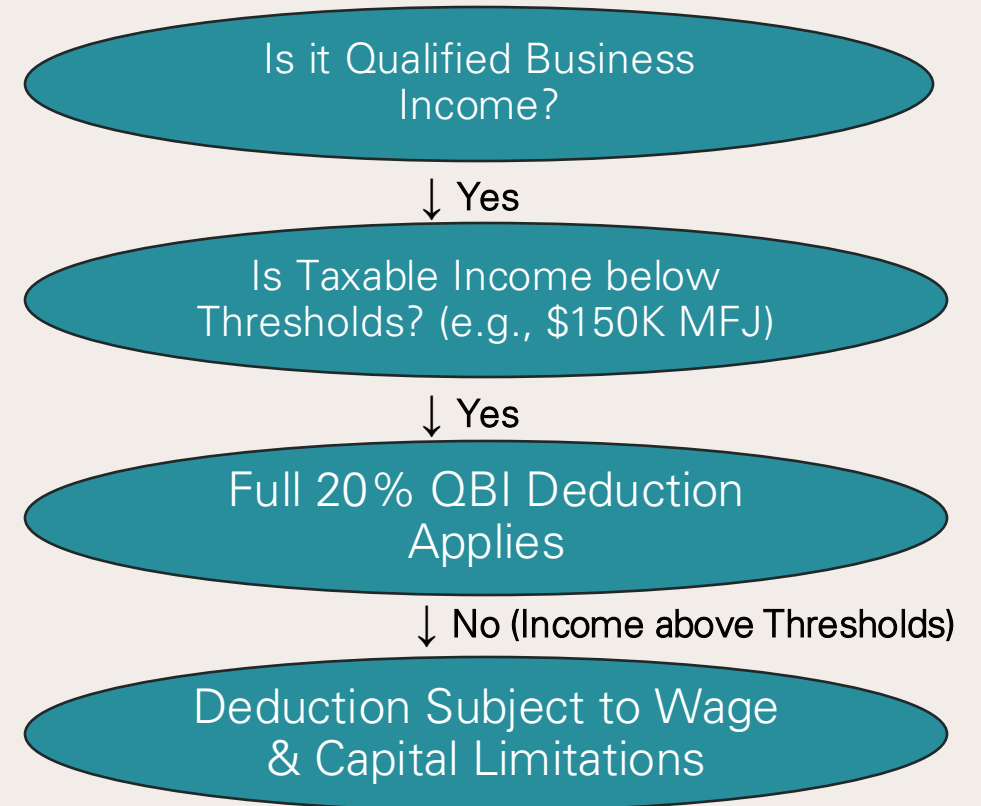 Is it Qualified Business
Income?
↓ Yes
Is Taxable Income below
Thresholds? (e.g., $150K MFJ)
↓ Yes
Full 20% QBI Deduction
Applies
↓ No (Income above Thresholds)
Deduction Subject to Wage
& Capital Limitations